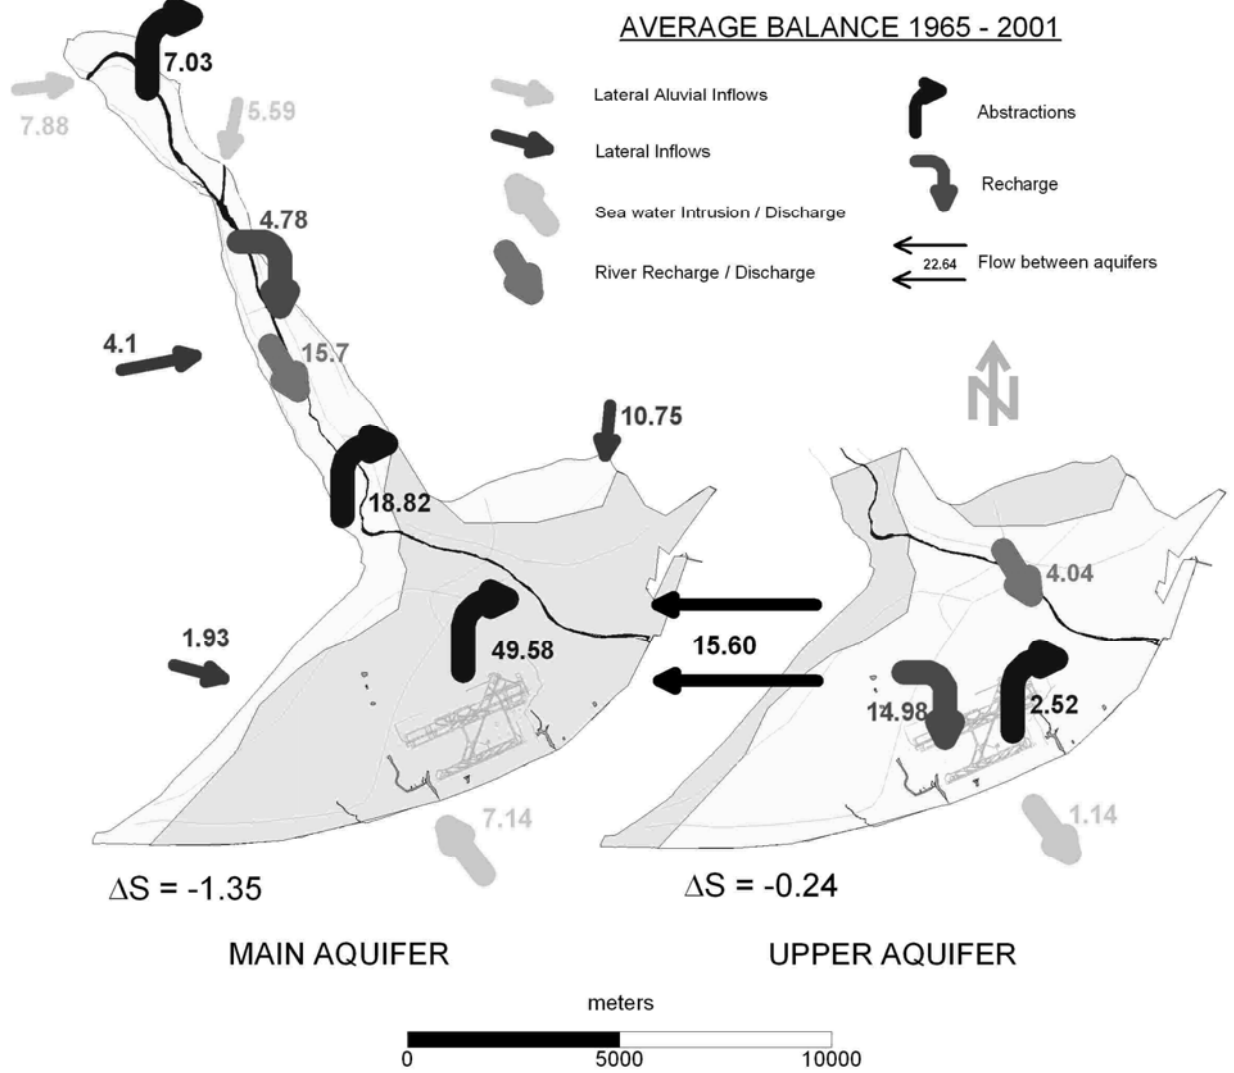 AVERAGE BALANCE 1965 - 2001
7.03
Lateral Aluvial Inflows
Abstractions
7.88
5.59
Lateral Inflows
Recharge
Sea water Intrusion / Discharge
4.78
River Recharge / Discharge
22.64
Flow between aquifers
4.1
15.7
N
10.75
18.82
4.04
1.93
49.58
15.60
14.98
2.52
7.14
1.14
ΔS = -1.35
ΔS = -0.24
MAIN AQUIFER
UPPER AQUIFER
meters
0
5000
10000